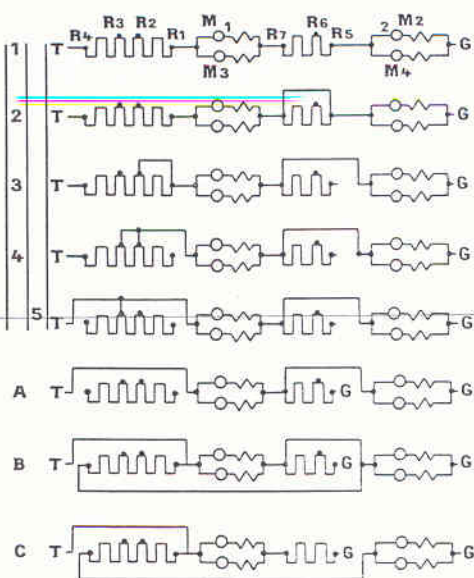 R3 R2 M 1 R6 M2
R4 R1 R7 R5 2
1 T G
M3 M4
2 T G
3 T G
4 T G
5 T G
A T G G
B T G G
C T G G